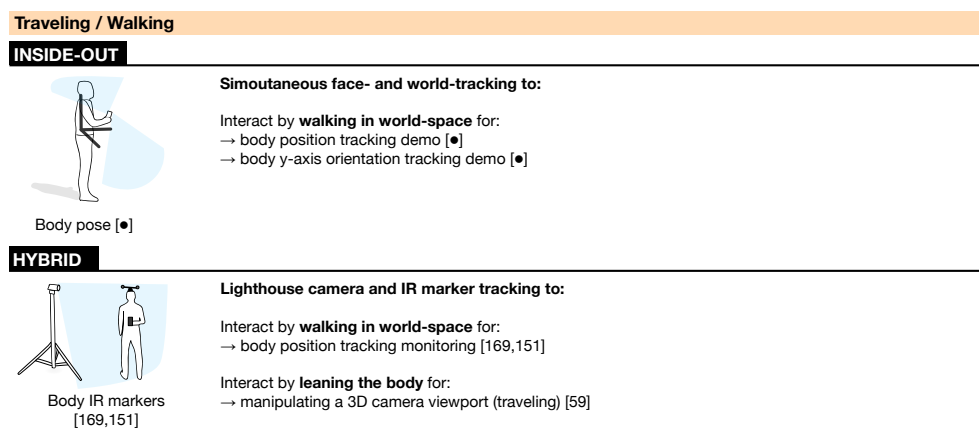 Traveling / Walking
INSIDE-OUT
Simoutaneous face- and world-tracking to:
Interact by walking in world-space for:
→ body position tracking demo [●]
→ body y-axis orientation tracking demo [●]
Body pose [●]
HYBRID
Lighthouse camera and IR marker tracking to:
Interact by walking in world-space for:
→ body position tracking monitoring [169,151]
Interact by leaning the body for:
→ manipulating a 3D camera viewport (traveling) [59]
Body IR markers
[169,151]